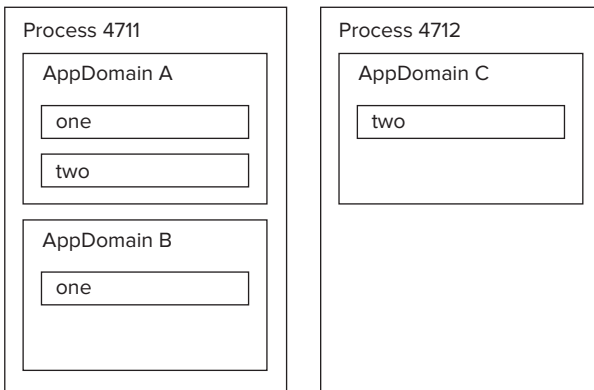 Process 4711
AppDomain A
one
two
AppDomain B
one
Process 4712
AppDomain C
two